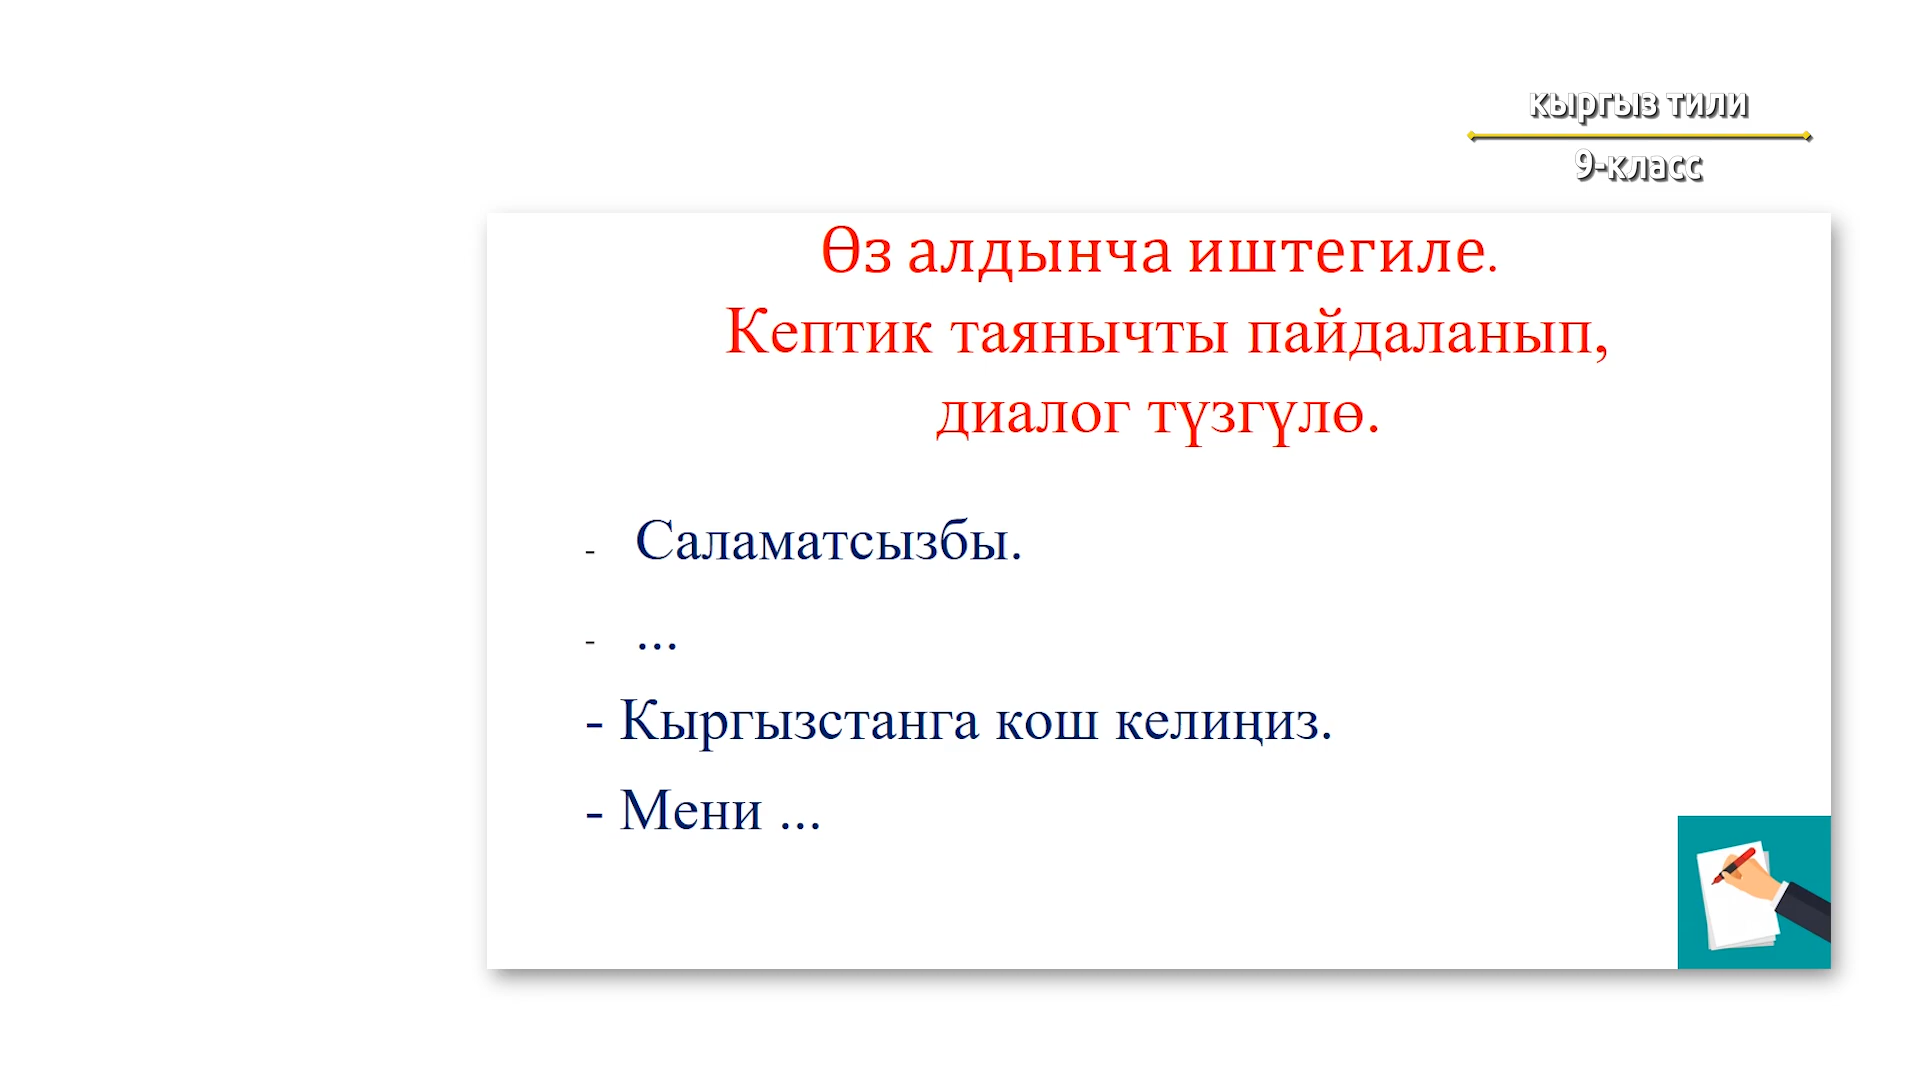 кыргыз тили
9-класс
Өз алдынча иштегиле.
Кептик таянычты пайдаланып,
диалог түзгүлө.
- Саламатсызбы.
- ...
- Кыргызстанга кош келиңиз.
- Мени ...